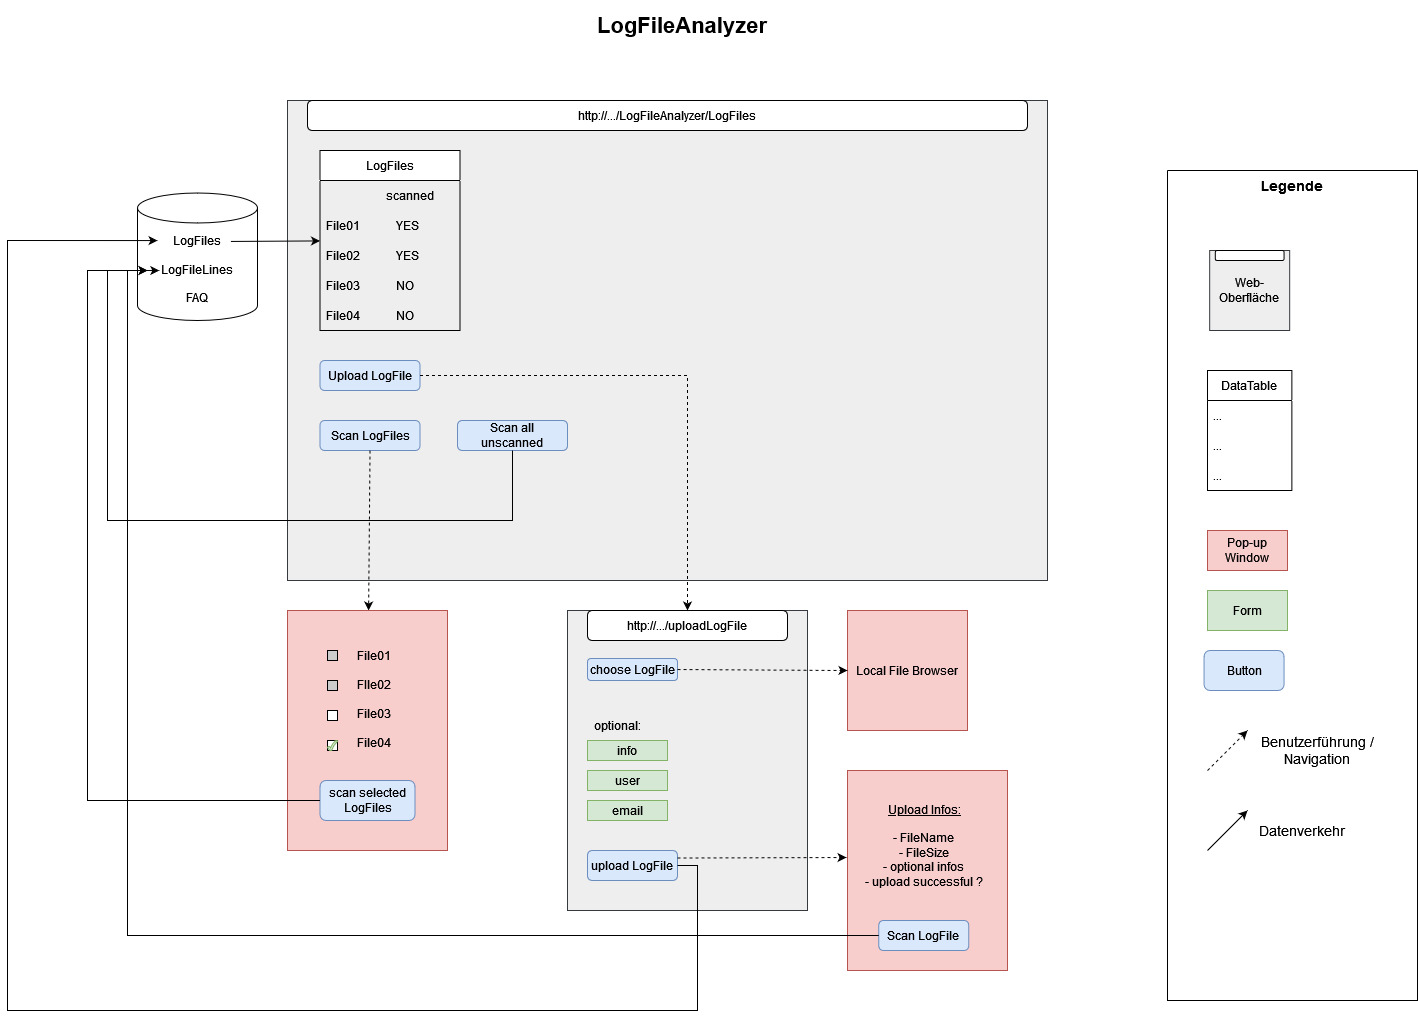 LogFileAnalyzer
http://.../LogFileAnalyzer/LogFiles
LogFiles
scanned
File01 YES
File02 YES
File03 NO
File04 NO
LogFiles
LogFileLines
FAQ
Upload LogFile
Scan LogFiles
Scan all
unscanned
File01
FIle02
File03
File04
scan selected
LogFiles
http://.../uploadLogFile
choose LogFile
optional:
info
user
email
upload LogFile
Local File Browser
Upload Infos:
- FileName
- FileSize
- optional infos
- upload successful ?
Scan LogFile
Legende
Web-
Oberfläche
DataTable
...
...
...
Pop-up
Window
Form
Button
Benutzerführung /
Navigation
Datenverkehr